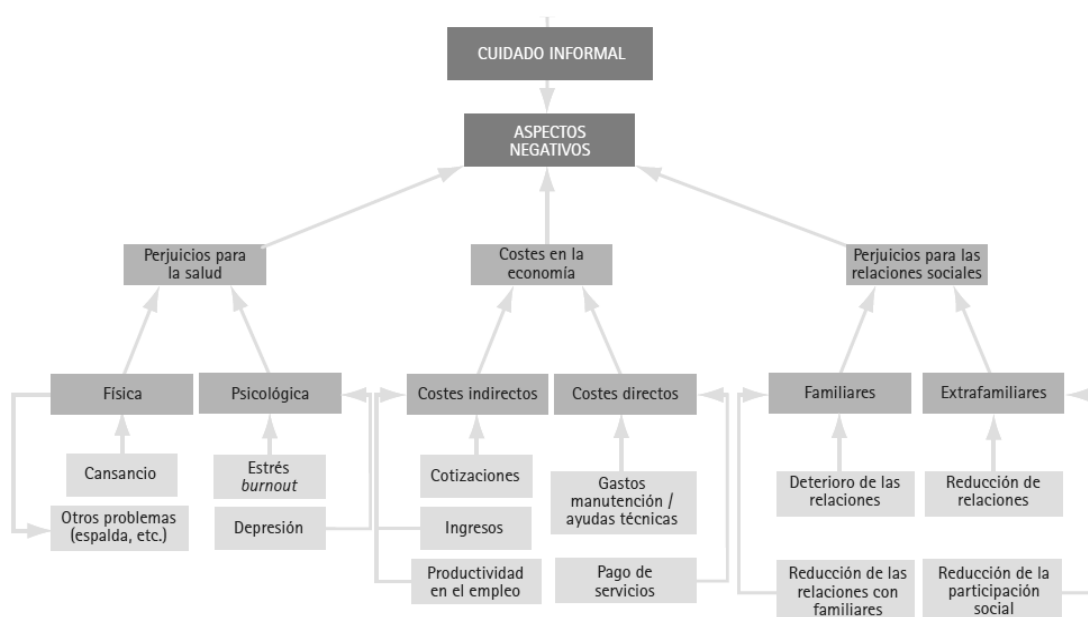 CUIDADO INFORMAL
ASPECTOS
NEGATIVOS
Perjuicios para
la salud
Costes en la
economía
Perjuicios para las
relaciones sociales
Física
Psicológica
Costes indirectos
Costes directos
Familiares
Extrafamiliares
Cansancio
Estrés
burnout
Cotizaciones
Gastos
manutención /
ayudas técnicas
Deterioro de las
relaciones
Reducción de
relaciones
Otros problemas
(espalda, etc.)
Depresión
Ingresos
Productividad
en el empleo
Pago de
servicios
Reducción de las
relaciones con
familiares
Reducción de la
participación
social